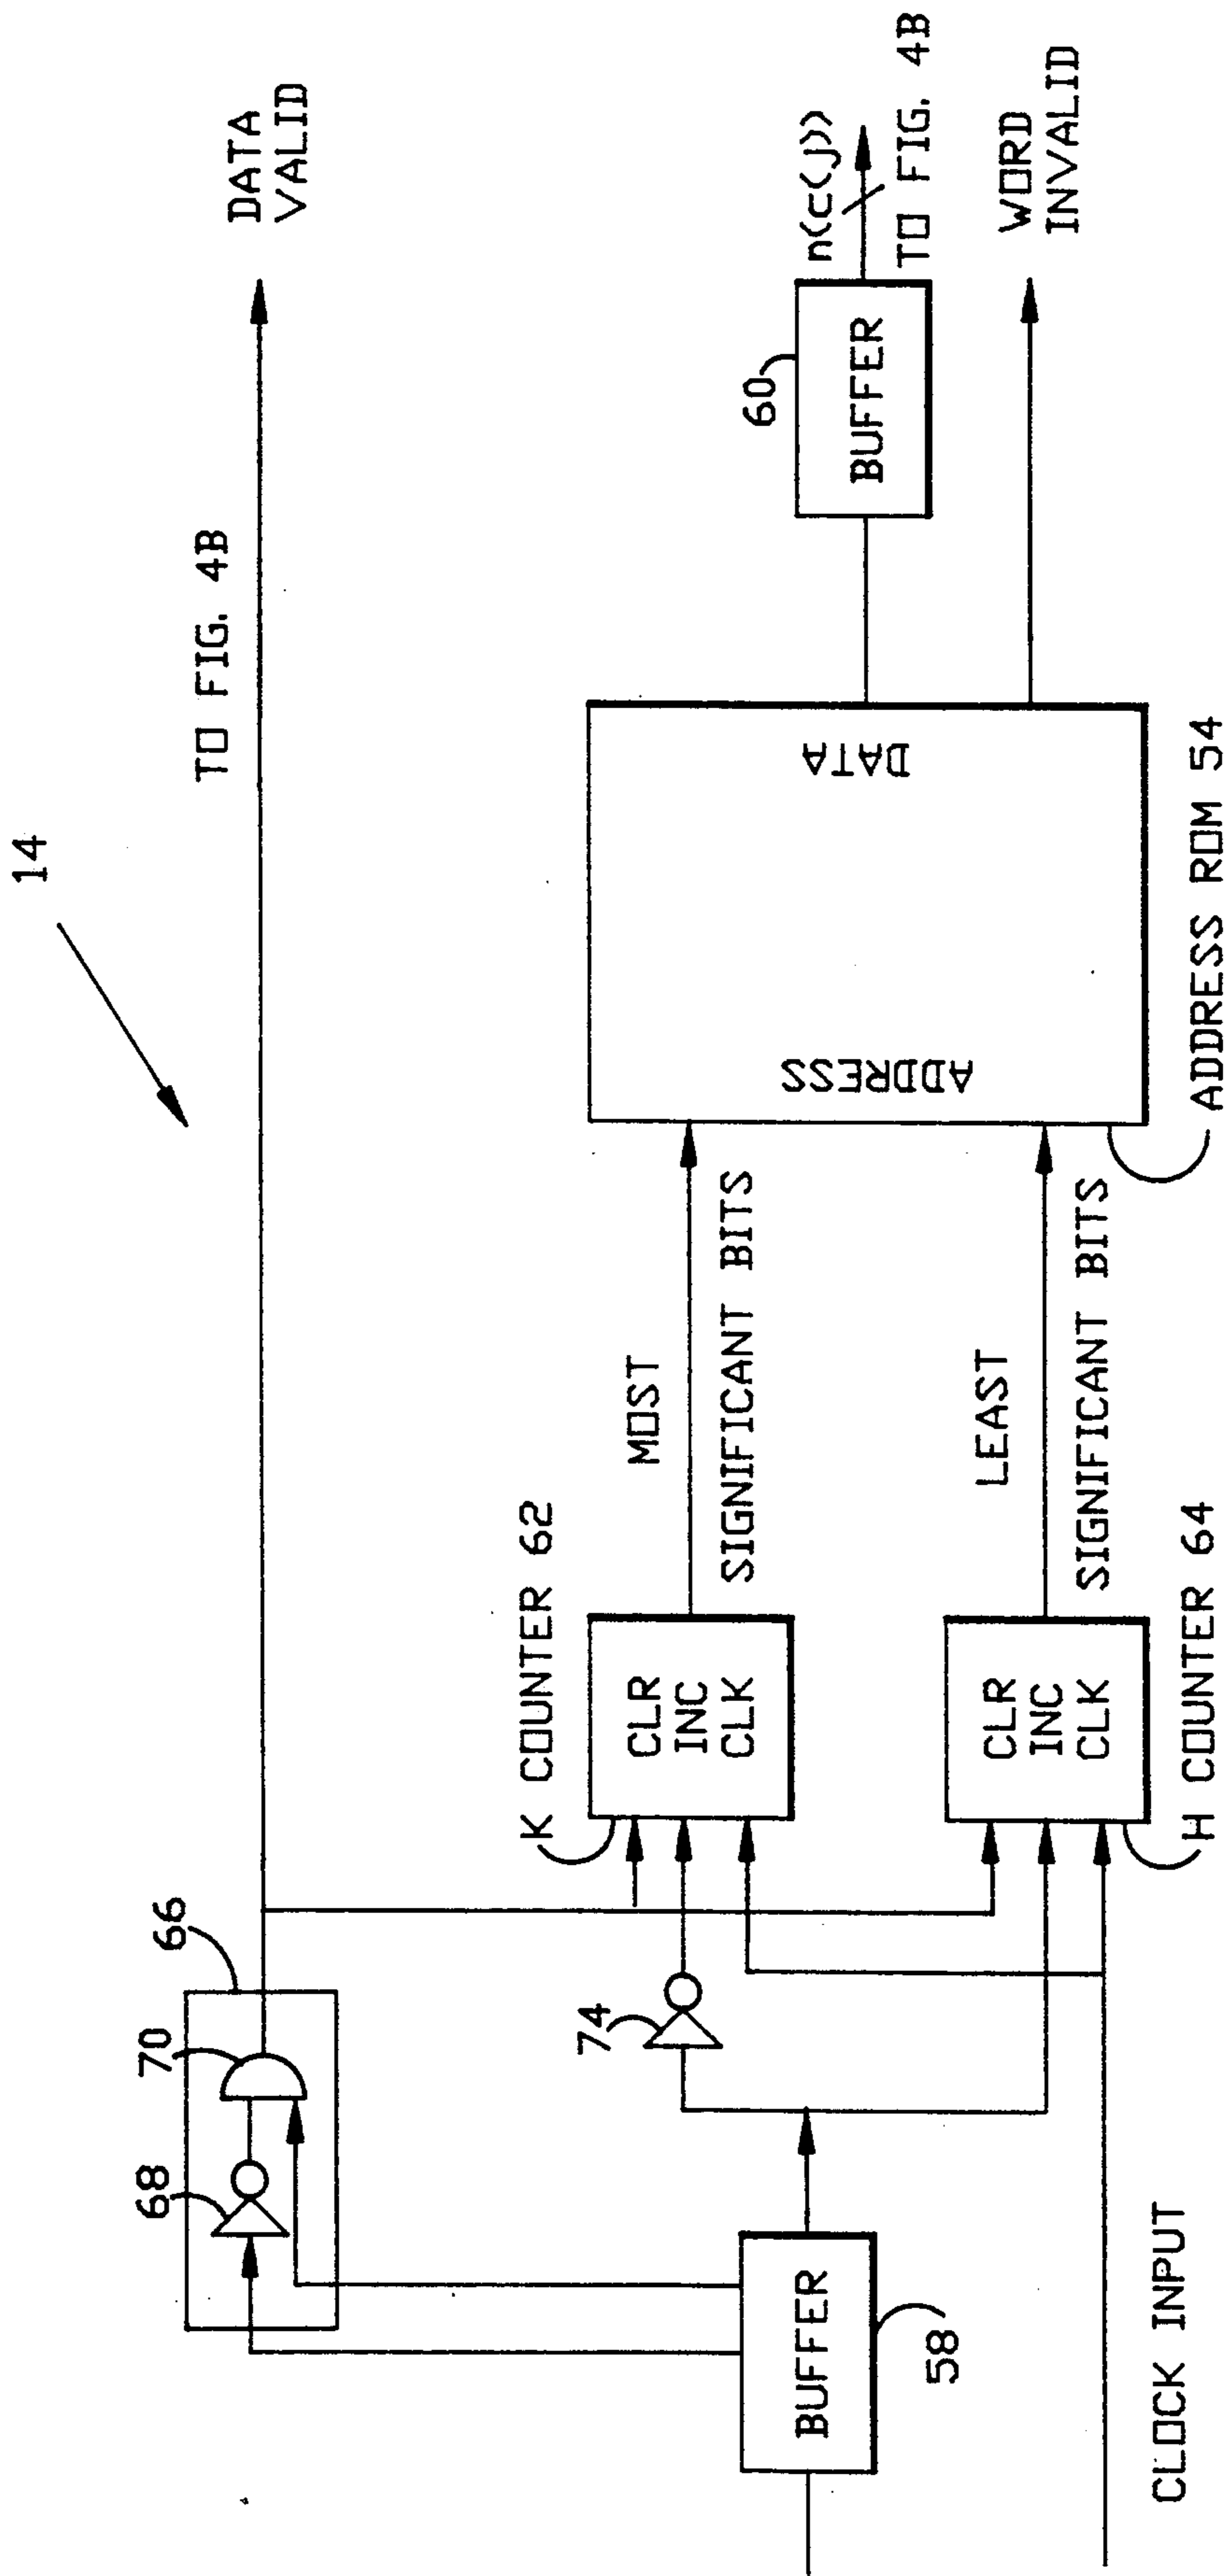 14
TO FIG. 4B
DATA
VALID
66
70
68
K COUNTER 62
CLR
INC
CLK
MOST
SIGNIFICANT BITS
74
BUFFER
58
ADDRESS
DATA
60
BUFFER
n(c(j))
TO FIG. 4B
WORD
INVALID
CLR
INC
CLK
LEAST
SIGNIFICANT BITS
H COUNTER 64
ADDRESS ROM 54
CLOCK INPUT